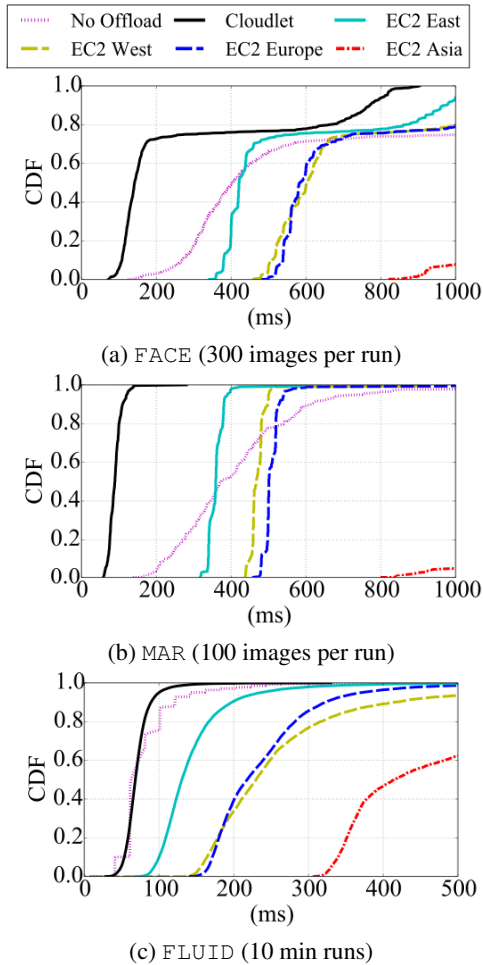 No Offload Cloudlet EC2 East
EC2 West EC2 Europe EC2 Asia
1.0
0.8
0.6
0.4
0.2
0.0
CDF
200 400 600 800 1000
(ms)
(a) FACE (300 images per run)
1.0
0.8
0.6
0.4
0.2
0.0
CDF
200 400 600 800 1000
(ms)
(b) MAR (100 images per run)
1.0
0.8
0.6
0.4
0.2
0.0
CDF
100 200 300 400 500
(ms)
(c) FLUID (10 min runs)